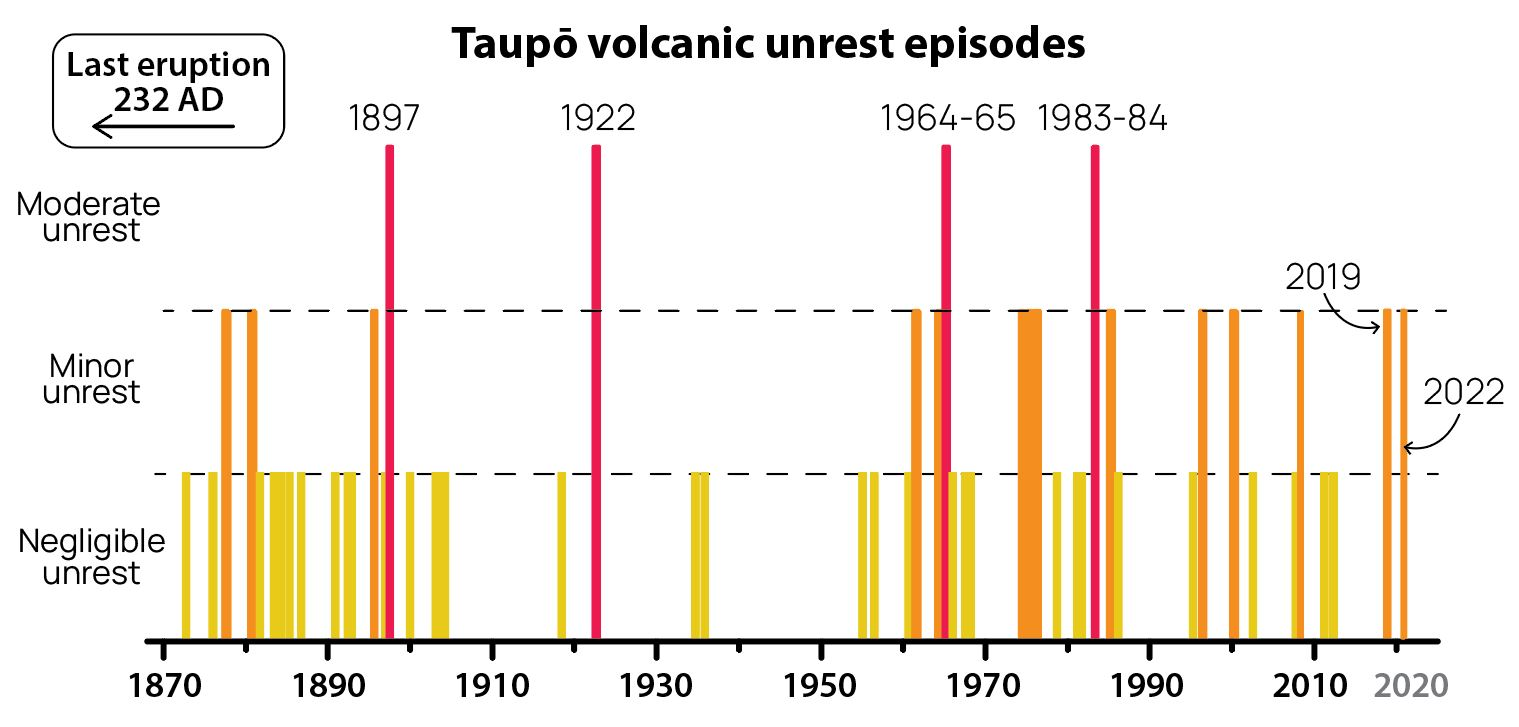 Taupō volcanic unrest episodes
Last eruption
232 AD
1897
1922
1964-65
1983-84
Moderate
unrest
2019
Minor
unrest
2022
Negligible
unrest
1870
1890
1910
1930
1950
1970
1990
2010
2020